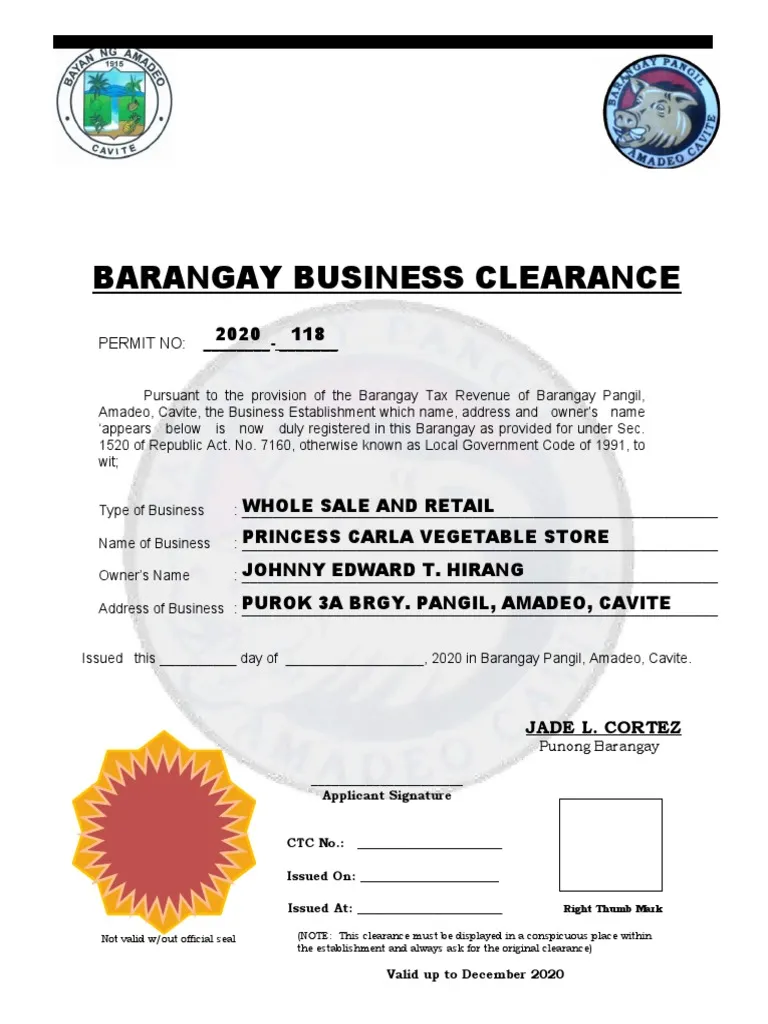 BAYAN NG AMADEO
1915
CAVITE
BARANGAY PANGIL
AMADEO CAVITE
BARANGAY BUSINESS CLEARANCE
PERMIT NO: 2020 - 118
Pursuant to the provision of the Barangay Tax Revenue of Barangay Pangil,
Amadeo, Cavite, the Business Establishment which name, address and owner's name
'appears below is now duly registered in this Barangay as provided for under Sec.
1520 of Republic Act. No. 7160, otherwise known as Local Government Code of 1991, to
wit;
Type of Business : WHOLE SALE AND RETAIL
Name of Business : PRINCESS CARLA VEGETABLE STORE
Owner's Name : JOHNNY EDWARD T. HIRANG
Address of Business : PUROK 3A BRGY. PANGIL, AMADEO, CAVITE
Issued this __________ day of __________________, 2020 in Barangay Pangil, Amadeo, Cavite.
JADE L. CORTEZ
Punong Barangay
Applicant Signature
CTC No.: ____________________
Issued On: ___________________
Issued At: ____________________
Right Thumb Mark
Not valid w/out official seal
(NOTE: This clearance must be displayed in a conspicuous place within
the establishment and always ask for the original clearance)
Valid up to December 2020